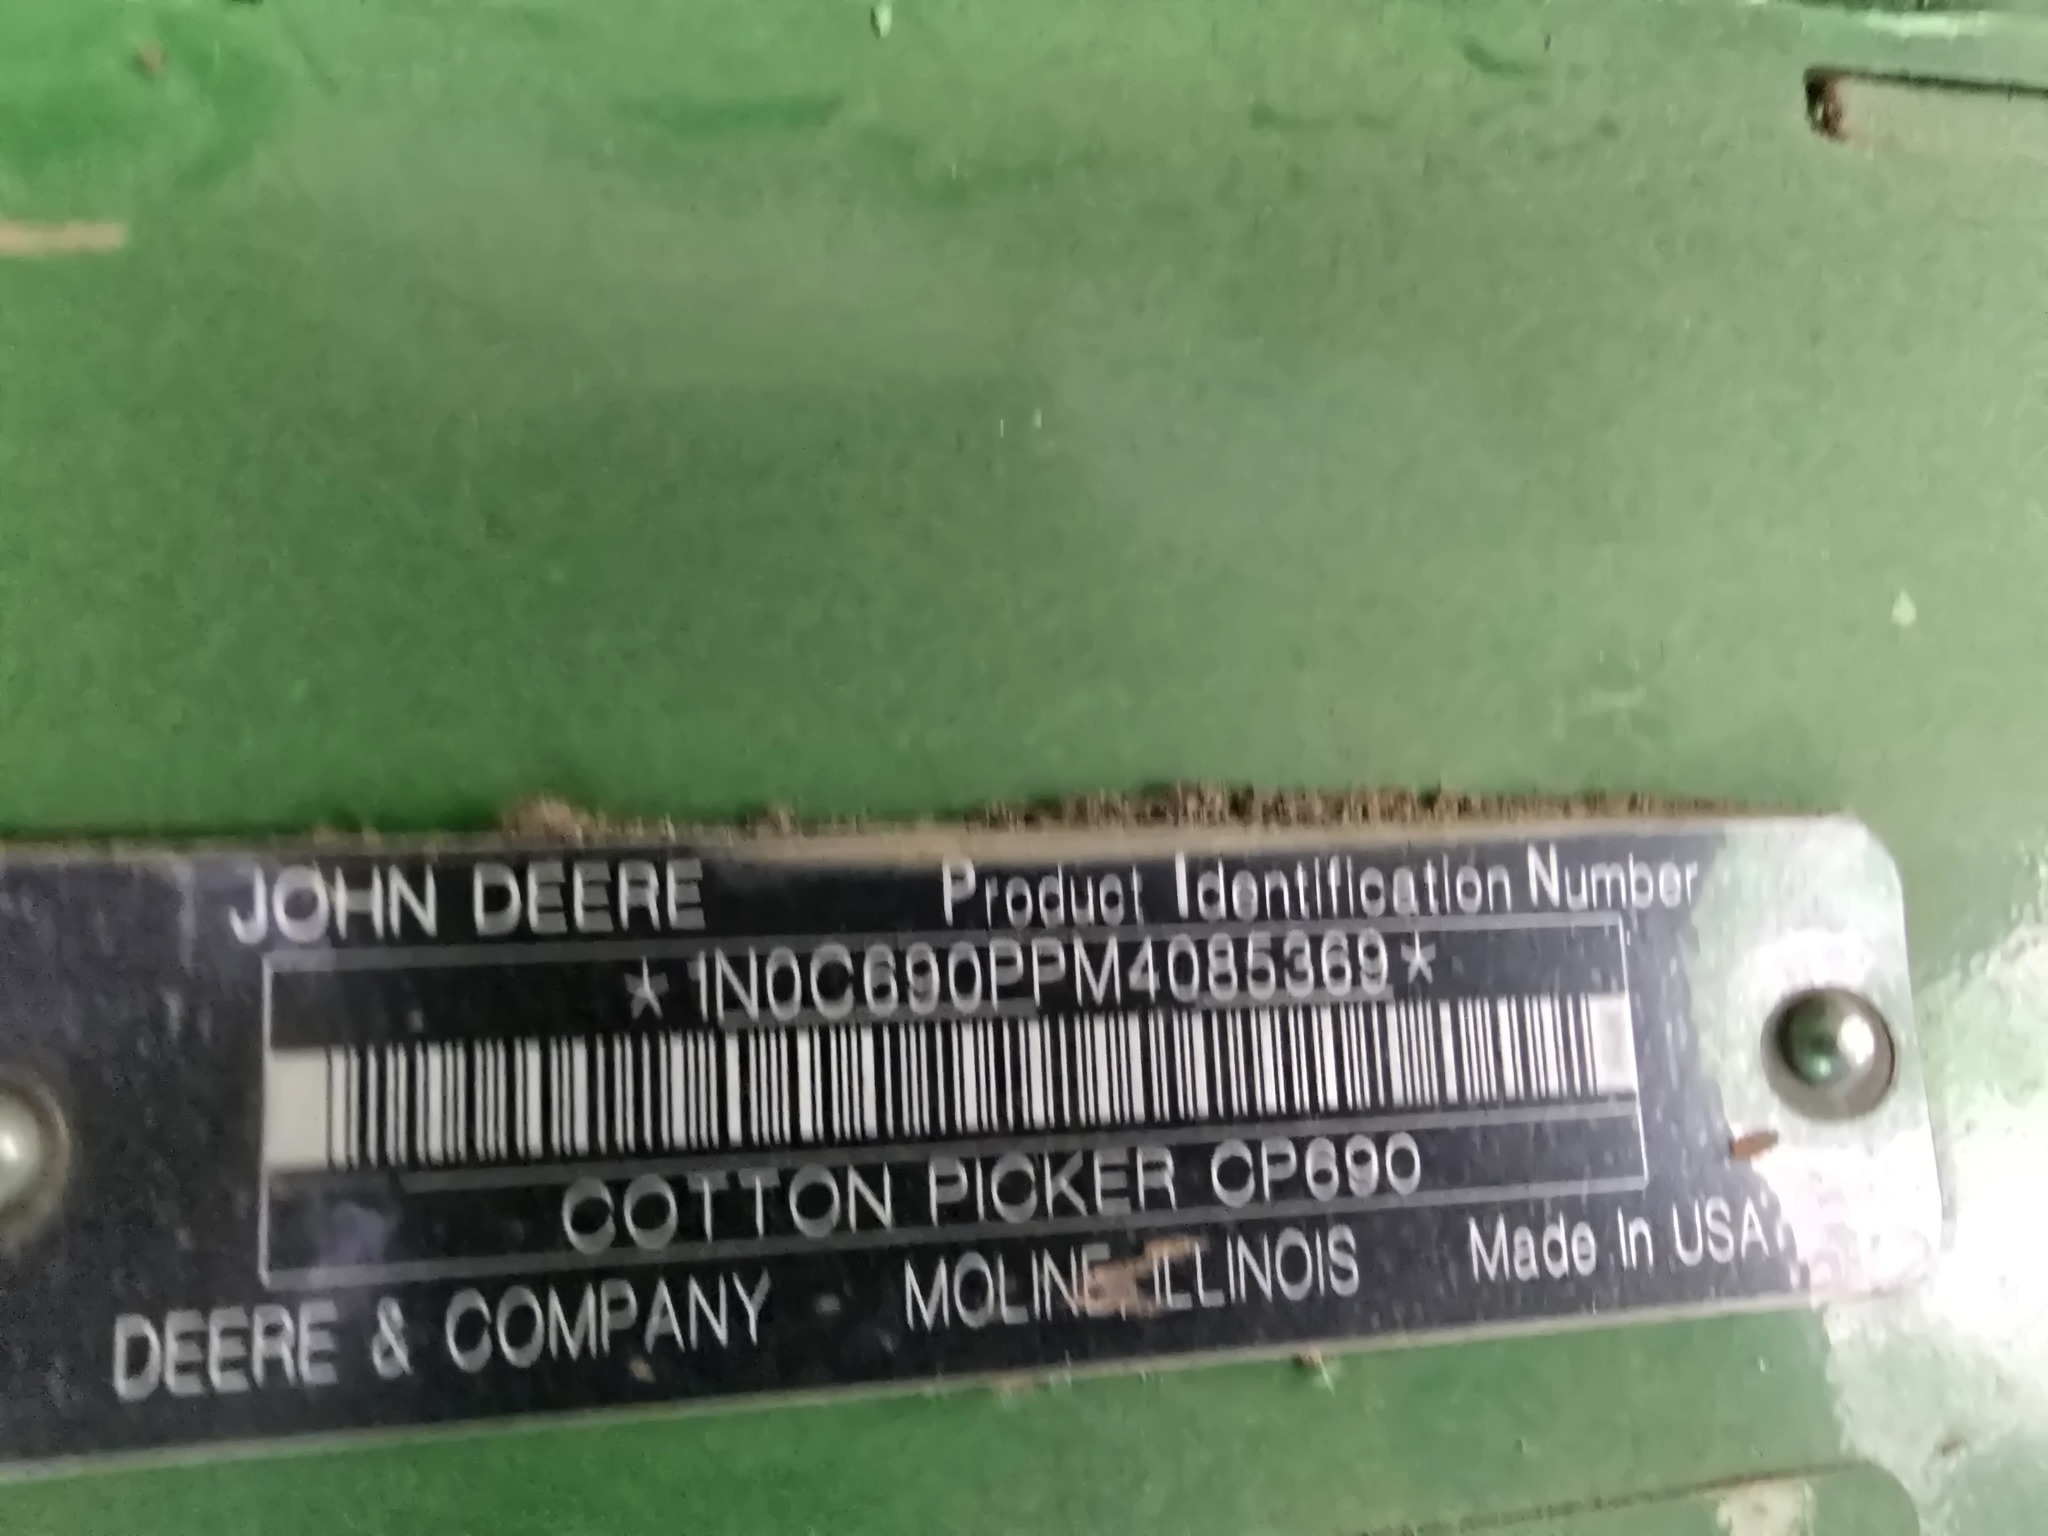 JOHN DEERE Product Identification Number
*1N0C690PPM4085369*
COTTON PICKER CP690
DEERE & COMPANY MOLINE, ILLINOIS Made in USA